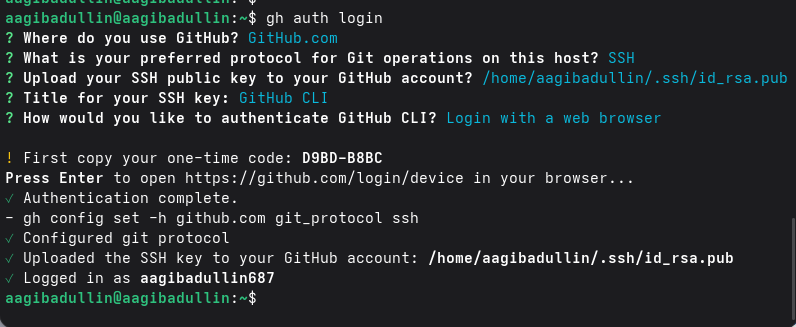 aagibadullin@aagibadullin:~$ gh auth login
? Where do you use GitHub? GitHub.com
? What is your preferred protocol for Git operations on this host? SSH
? Upload your SSH public key to your GitHub account? /home/aagibadullin/.ssh/id_rsa.pub
? Title for your SSH key: GitHub CLI
? How would you like to authenticate GitHub CLI? Login with a web browser
! First copy your one-time code: D9BD-B8BC
Press Enter to open https://github.com/login/device in your browser...
✓ Authentication complete.
- gh config set -h github.com git_protocol ssh
✓ Configured git protocol
✓ Uploaded the SSH key to your GitHub account: /home/aagibadullin/.ssh/id_rsa.pub
✓ Logged in as aagibadullin687
aagibadullin@aagibadullin:~$